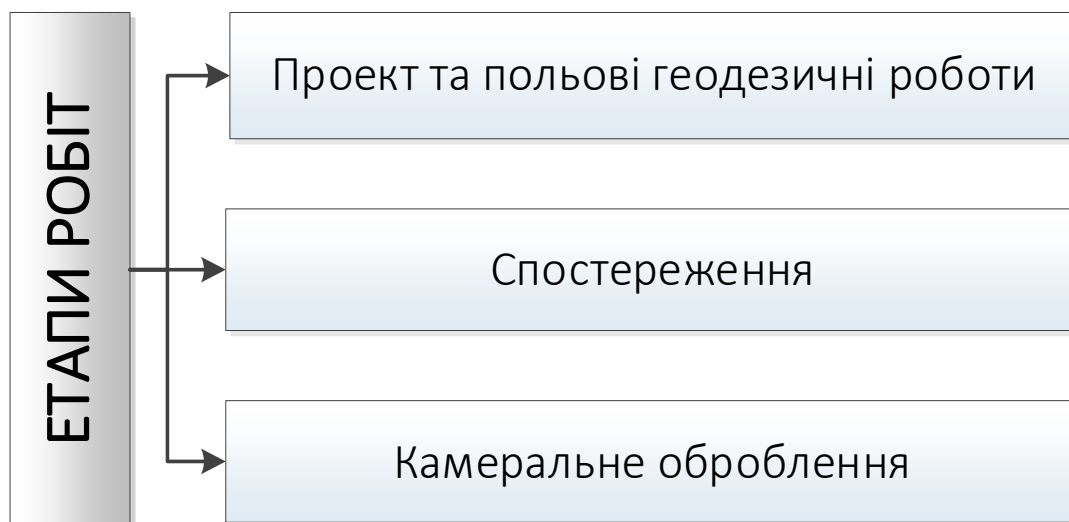 ЕТАПИ РОБІТ
Проект та польові геодезичні роботи
Спостереження
Камеральне оброблення